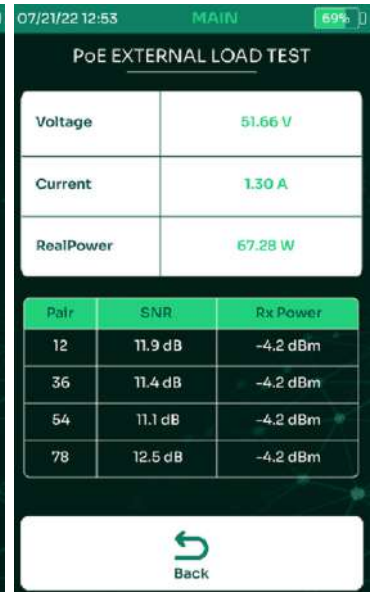 07/21/22 12:53 MAIN 69%
PoE EXTERNAL LOAD TEST
Voltage 51.66 V
Current 1.30 A
RealPower 67.28 W
Pair SNR Rx Power
12 11.9 dB -4.2 dBm
36 11.4 dB -4.2 dBm
54 11.1 dB -4.2 dBm
78 12.5 dB -4.2 dBm
Back